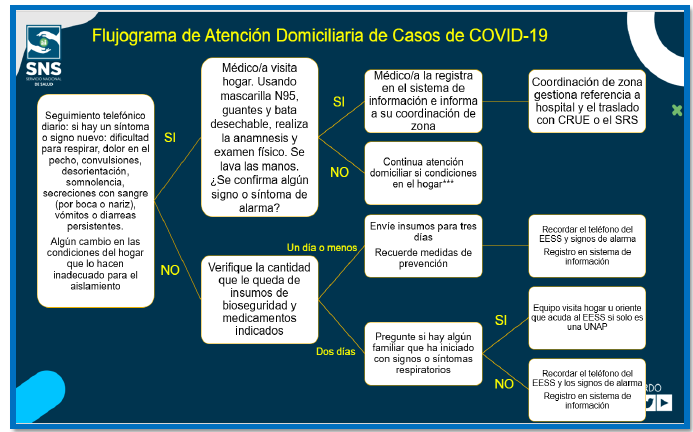 Flujograma de Atención Domiciliaria de Casos de COVID-19
SNS
SERVICIO NACIONAL
DE SALUD
Seguimiento telefónico
diario: si hay un síntoma
o signo nuevo: dificultad
para respirar, dolor en el
pecho, convulsiones,
desorientación,
somnolencia,
secreciones con sangre
(por boca o nariz),
vómitos o diarreas
persistentes.
Algún cambio en las
condiciones del hogar
que lo hacen
inadecuado para el
aislamiento
SI
Médico/a visita
hogar. Usando
mascarilla N95,
guantes y bata
desechable, realiza
la anamnesis y
examen físico. Se
lava las manos.
¿Se confirma algún
signo o síntoma de
alarma?
SI
Médico/a la registra
en el sistema de
información e informa
a su coordinación de
zona
Coordinación de zona
gestiona referencia a
hospital y el traslado
con CRUE o el SRS
NO
Continua atención
domiciliar si condiciones
en el hogar***
NO
Verifique la cantidad
que le queda de
insumos de
bioseguridad y
medicamentos
indicados
Un día o menos
Envíe insumos para tres
días
Recuerde medidas de
prevención
Recordar el teléfono del
EESS y signos de alarma
Registro en sistema de
información
Dos días
Pregunte si hay algún
familiar que ha iniciado
con signos o síntomas
respiratorios
SI
Equipo visita hogar u oriente
que acuda al EESS si solo es
una UNAP
NO
Recordar el teléfono del
EESS y los signos de alarma
Registro en sistema de
información
RDO